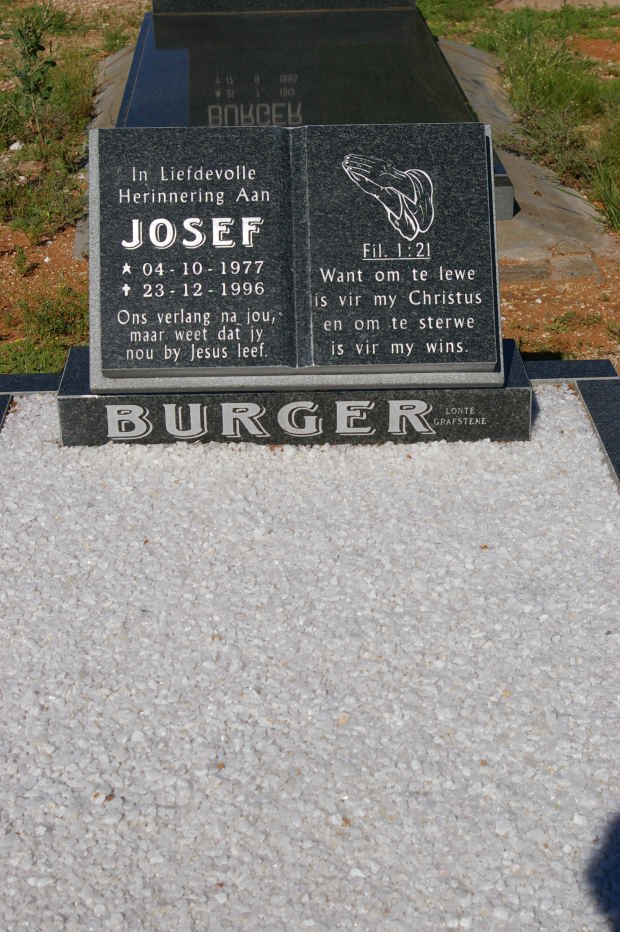 BURGER
In Liefdevolle
Herinnering Aan
JOSEF
04-10-1977
23-12-1996
Ons verlang na jou,
maar weet dat jy
nou by Jesus leef.
Fil. 1:21
Want om te lewe
is vir my Christus
en om te sterwe
is vir my wins.
BURGER
LONTE
GRAFSTENE